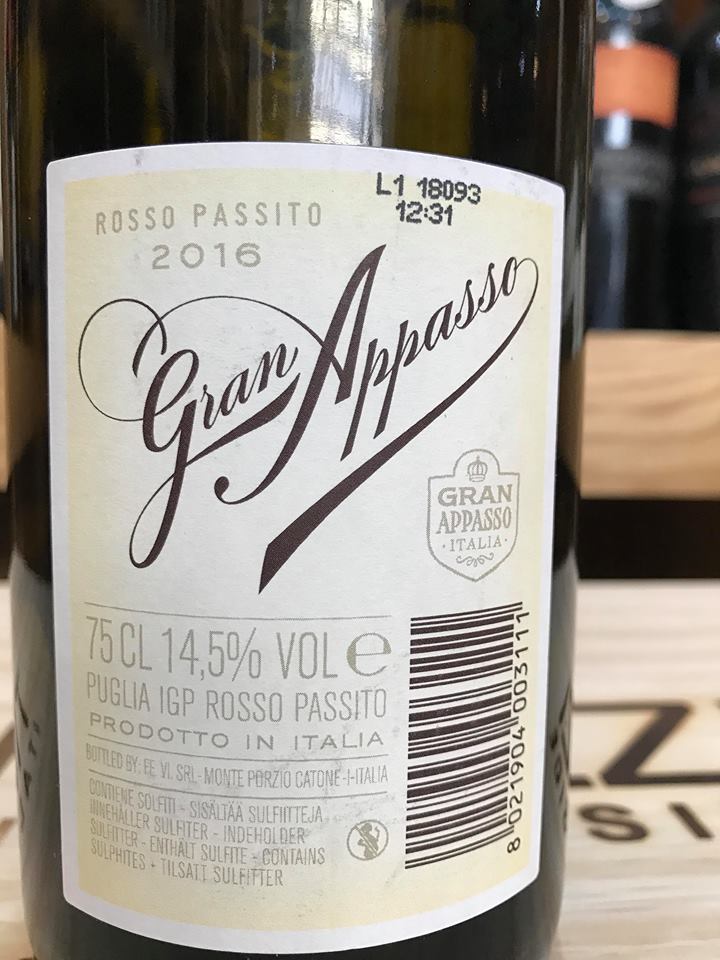 L1 18093
12:31
ROSSO PASSITO
2016
Gran Appasso
GRAN
APPASSO
·ITALIA·
75 CL 14,5% VOL e
PUGLIA IGP ROSSO PASSITO
PRODOTTO IN ITALIA
BOTTLED BY: FE. VI. SRL - MONTE PORZIO CATONE -I- ITALIA
CONTIENE SOLFITI - SISÄLTÄÄ SULFIITTEJA
INNEHÅLLER SULFITER - INDEHOLDER
SULFITTER - ENTHÄLT SULFITE - CONTAINS
SULPHITES - TILSATT SULFITTER
8 021904 003111